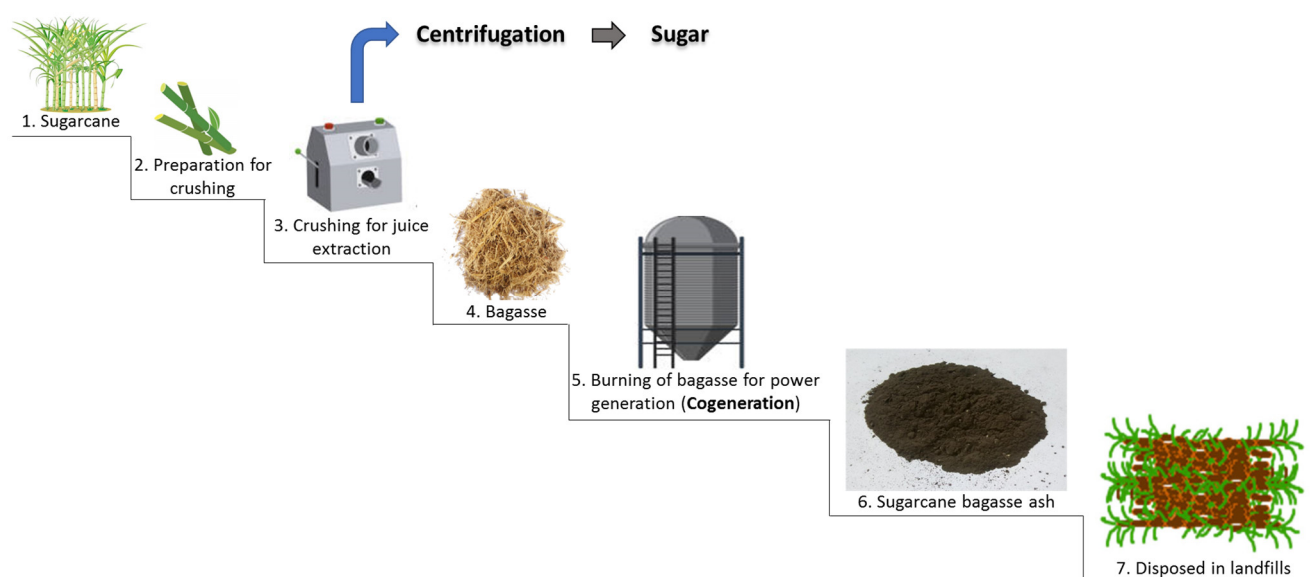 Centrifugation
Sugar
1. Sugarcane
2. Preparation for
crushing
3. Crushing for juice
extraction
4. Bagasse
5. Burning of bagasse for power
generation (Cogeneration)
6. Sugarcane bagasse ash
7. Disposed in landfills